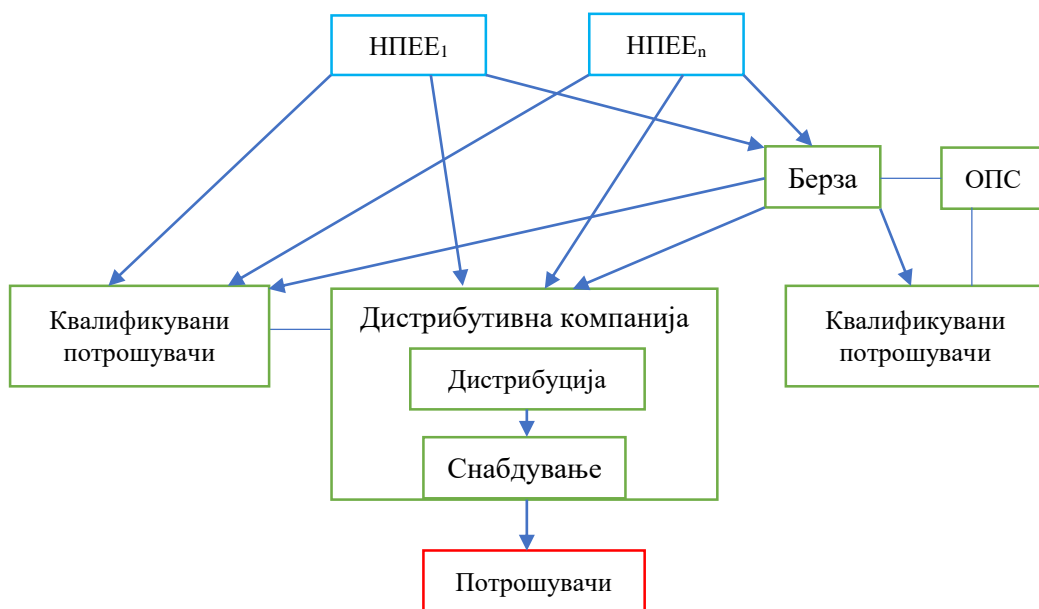 НПЕЕ₁
НПЕЕₙ
Берза
ОПС
Квалификувани
потрошувачи
Дистрибутивна компанија
Дистрибуција
Снабдување
Квалификувани
потрошувачи
Потрошувачи